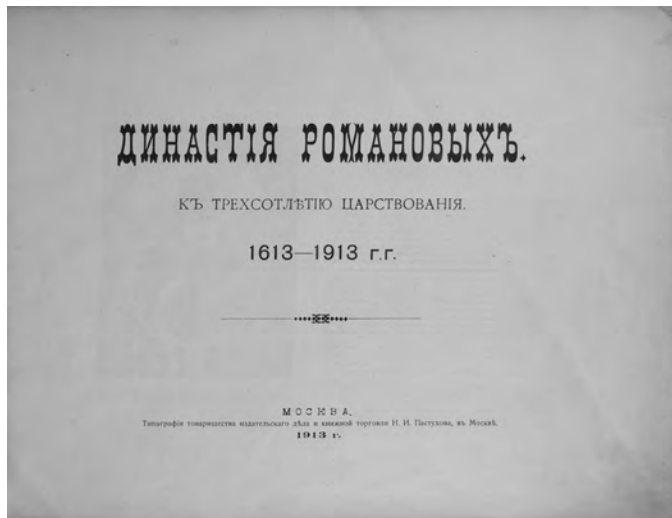 ДИНАСТІЯ РОМАНОВЫХЪ.
КЪ ТРЕХСОТЛѢТІЮ ЦАРСТВОВАНІЯ.
1613—1913 г.г.
МОСКВА.
Типографія товарищества издательскаго дѣла и книжной торговли Н. И. Пастухова, въ Москвѣ.
1913 г.